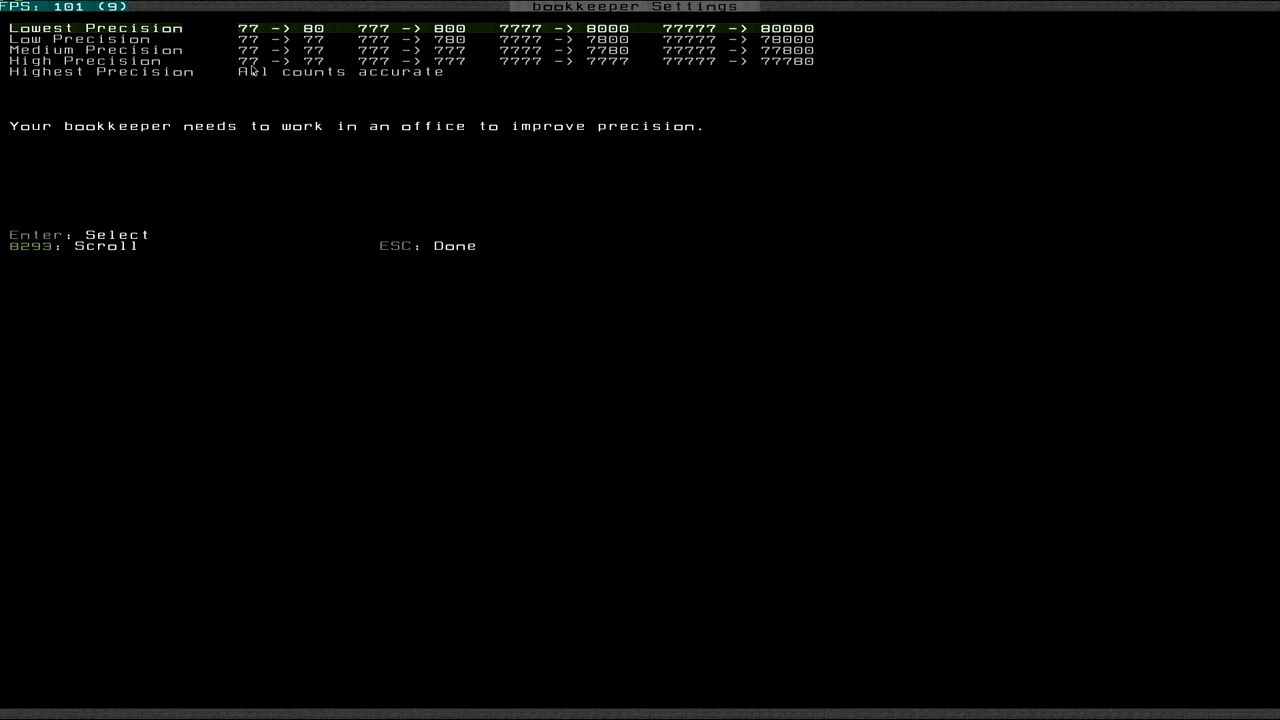 FPS: 101 (9)
bookkeeper Settings
Lowest Precision 77 -> 80 777 -> 800 7777 -> 8000 77777 -> 80000
Low Precision 77 -> 77 777 -> 780 7777 -> 7800 77777 -> 78000
Medium Precision 77 -> 77 777 -> 777 7777 -> 7780 77777 -> 77800
High Precision 77 -> 77 777 -> 777 7777 -> 7777 77777 -> 77780
Highest Precision All counts accurate
Your bookkeeper needs to work in an office to improve precision.
Enter: Select
8293: Scroll ESC: Done